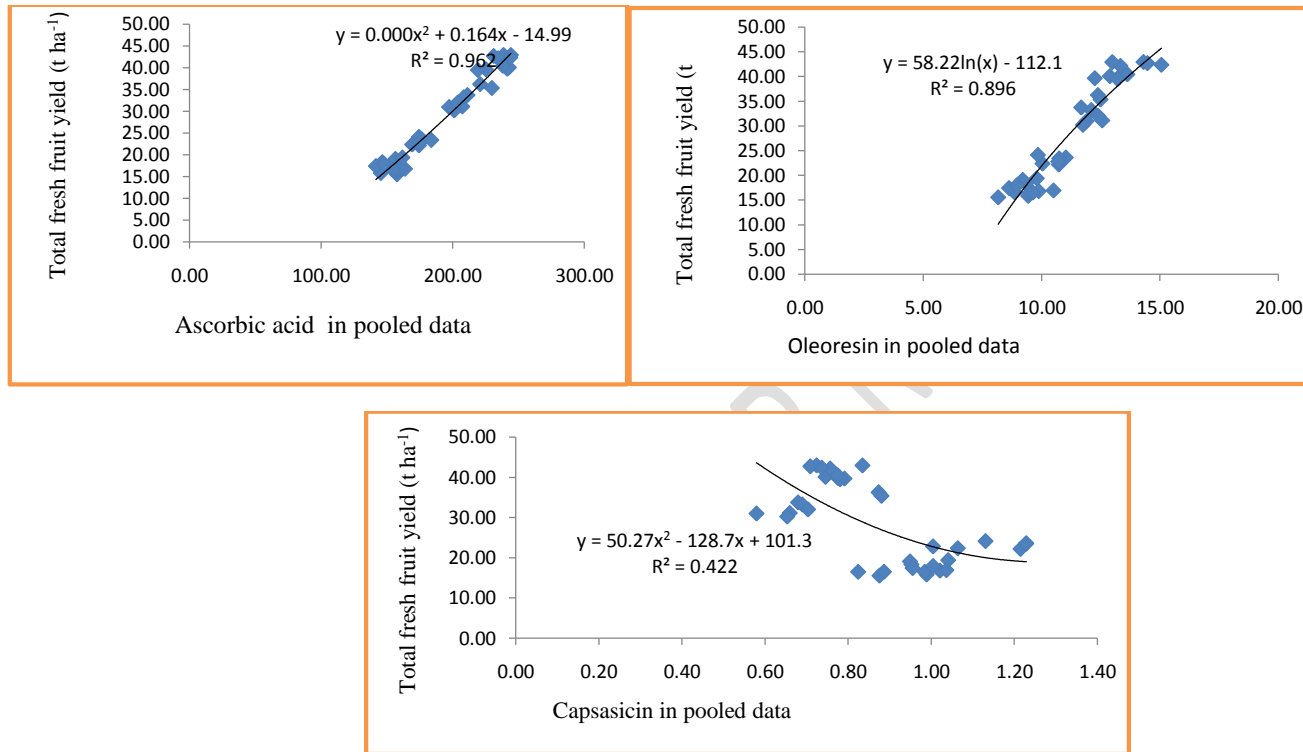 Total fresh fruit yield (t ha⁻¹)
50.00
45.00
40.00
35.00
30.00
25.00
20.00
15.00
10.00
5.00
0.00
y = 0.000x² + 0.164x - 14.99
R² = 0.962
0.00 100.00 200.00 300.00
Ascorbic acid in pooled data
Total fresh fruit yield (t
50.00
45.00
40.00
35.00
30.00
25.00
20.00
15.00
10.00
5.00
0.00
y = 58.22ln(x) - 112.1
R² = 0.896
0.00 5.00 10.00 15.00 20.00
Oleoresin in pooled data
Total fresh fruit yield (t ha⁻¹)
50.00
40.00
30.00
20.00
10.00
0.00
y = 50.27x² - 128.7x + 101.3
R² = 0.422
0.00 0.20 0.40 0.60 0.80 1.00 1.20 1.40
Capsasicin in pooled data